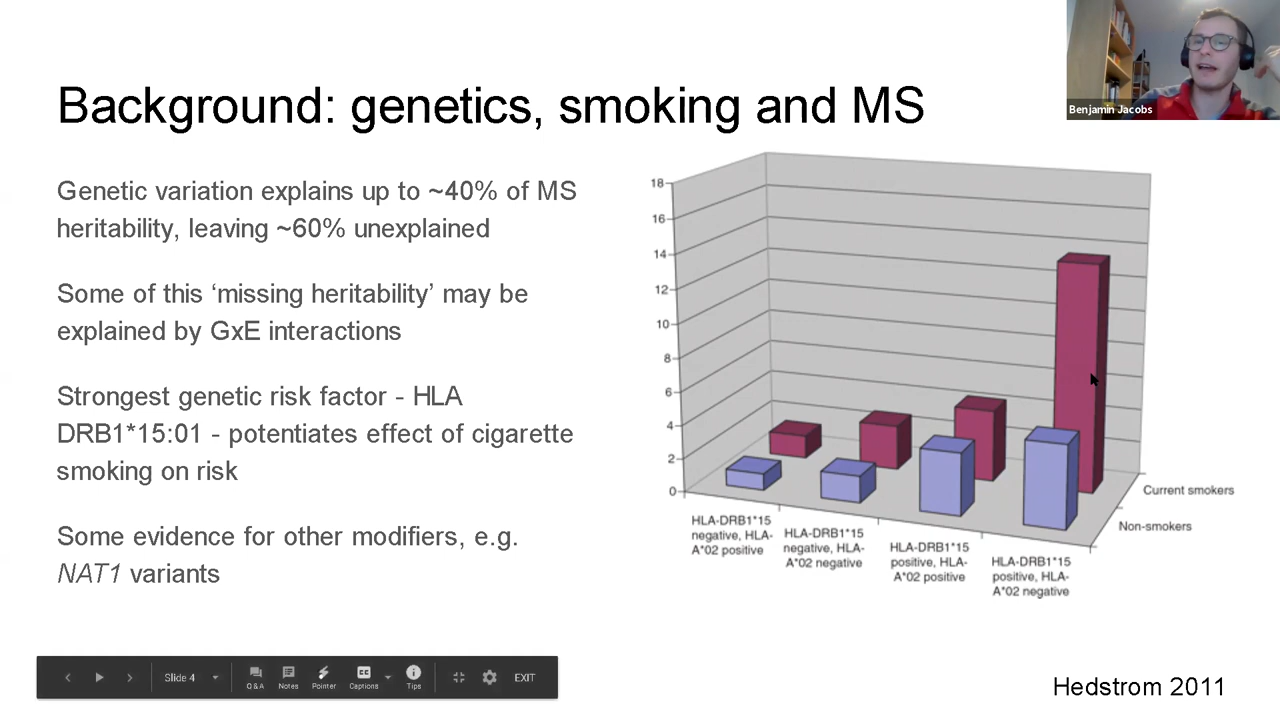 Benjamin Jacobs
Background: genetics, smoking and MS
Genetic variation explains up to ~40% of MS
heritability, leaving ~60% unexplained
Some of this ‘missing heritability’ may be
explained by GxE interactions
Strongest genetic risk factor - HLA
DRB1*15:01 - potentiates effect of cigarette
smoking on risk
Some evidence for other modifiers, e.g.
NAT1 variants
18
16
14
12
10
8
6
4
2
0
Current smokers
Non-smokers
HLA-DRB1*15
negative, HLA-
A*02 positive
HLA-DRB1*15
negative, HLA-
A*02 negative
HLA-DRB1*15
positive, HLA-
A*02 positive
HLA-DRB1*15
positive, HLA-
A*02 negative
Slide 4
Q&A
Notes
Pointer
CC
Captions
Tips
EXIT
Hedstrom 2011